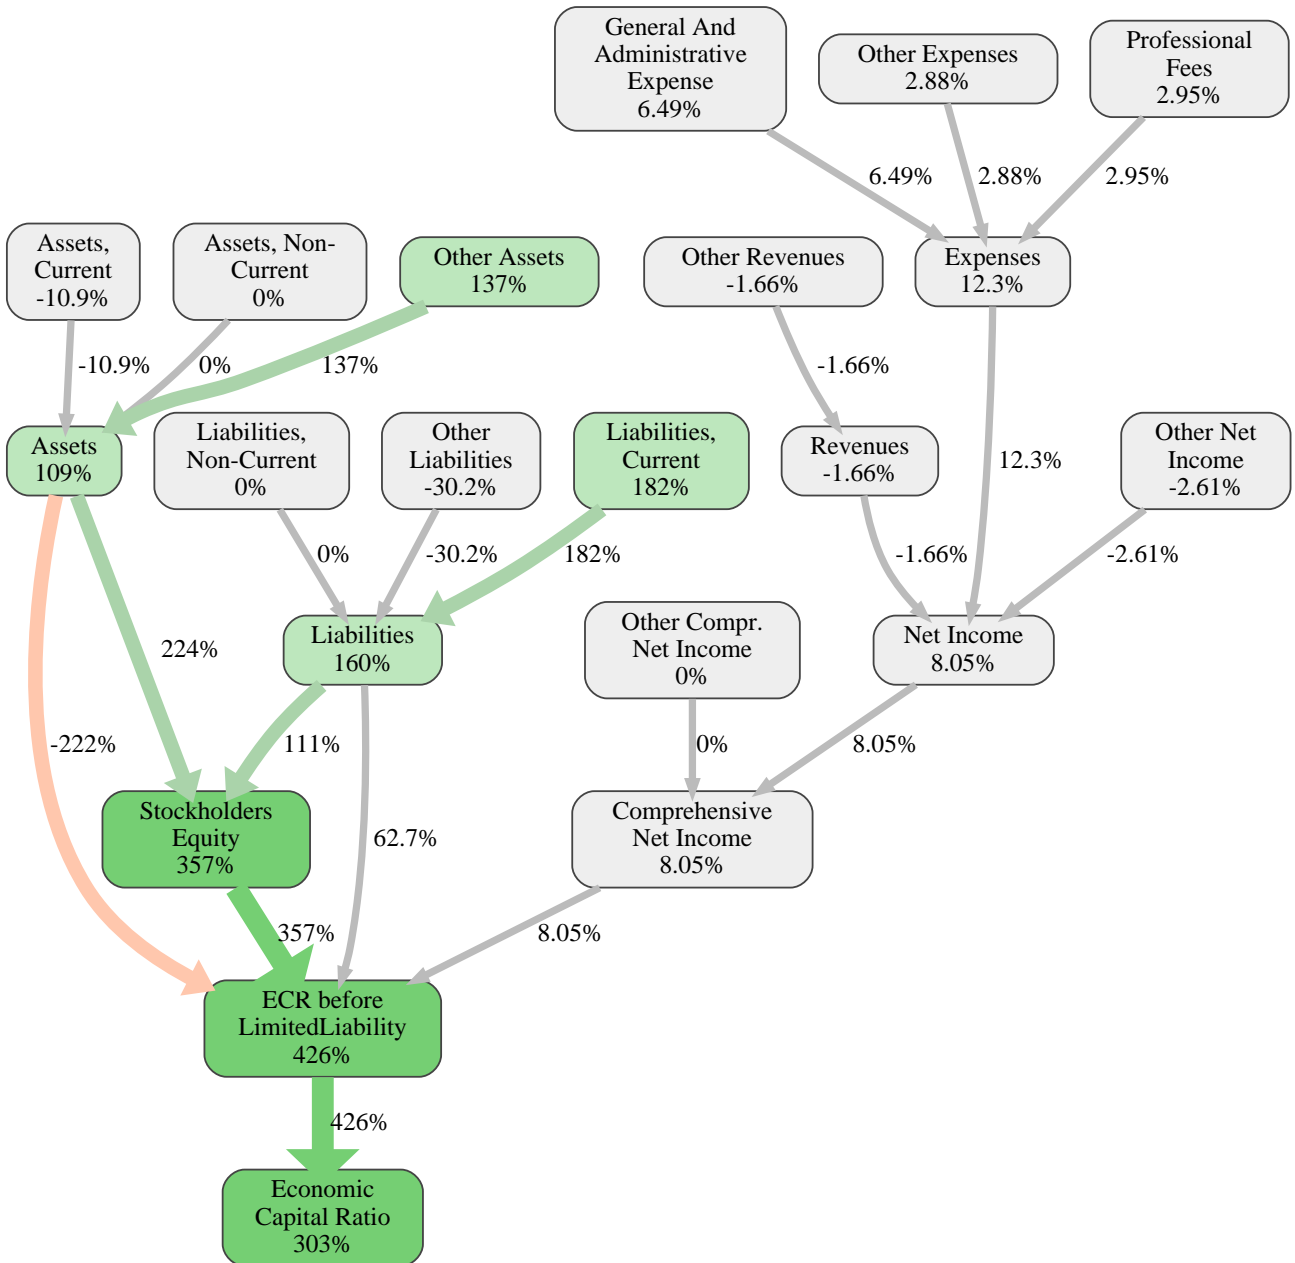 General And
Administrative
Expense
6.49%
Other Expenses
2.88%
Professional
Fees
2.95%
6.49%
2.88%
2.95%
Assets,
Current
-10.9%
Assets, Non-
Current
0%
Other Assets
137%
Other Revenues
-1.66%
Expenses
12.3%
-10.9%
0%
137%
-1.66%
Assets
109%
Liabilities,
Non-Current
0%
Other
Liabilities
-30.2%
Liabilities,
Current
182%
Revenues
-1.66%
12.3%
Other Net
Income
-2.61%
0%
-30.2%
182%
-1.66%
-2.61%
224%
Liabilities
160%
Other Compr.
Net Income
0%
Net Income
8.05%
-222%
111%
0%
8.05%
Stockholders
Equity
357%
62.7%
Comprehensive
Net Income
8.05%
357%
8.05%
ECR before
LimitedLiability
426%
426%
Economic
Capital Ratio
303%